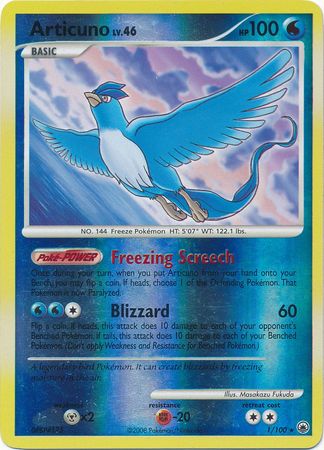 Articuno LV.46 HP 100
BASIC
NO. 144 Freeze Pokémon HT: 5'07" WT: 122.1 lbs.
Poké-POWER Freezing Screech
Once during your turn, when you put Articuno from your hand onto your
Bench, you may flip a coin. If heads, choose 1 of the Defending Pokémon. That
Pokémon is now Paralyzed.
Blizzard 60
Flip a coin. If heads, this attack does 10 damage to each of your opponent's
Benched Pokémon. If tails, this attack does 10 damage to each of your Benched
Pokémon. (Don't apply Weakness and Resistance for Benched Pokémon.)
A legendary bird Pokémon. It can create blizzards by freezing
moisture in the air.
Illus. Masakazu Fukuda
weakness resistance retreat cost
×2 -20
©2008 Pokémon/Nintendo 1/100 ★